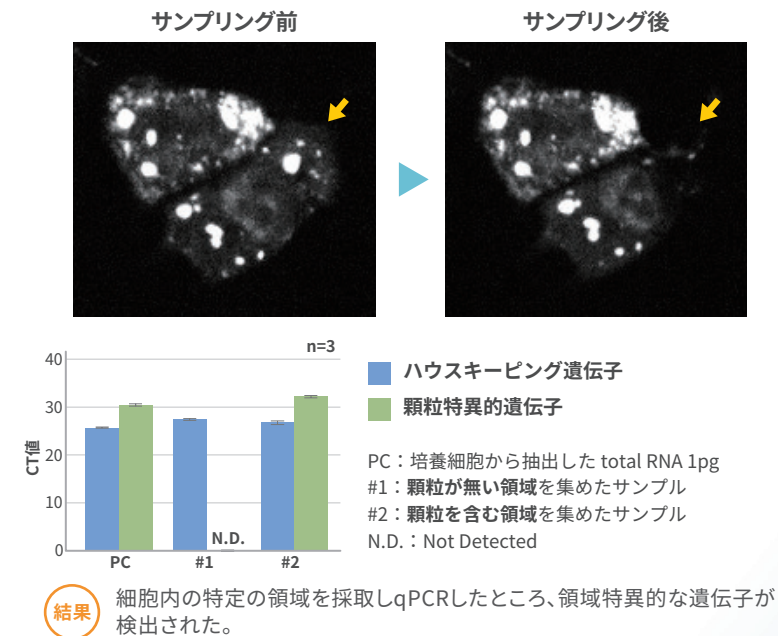 サンプリング前
サンプリング後
n=3
40
30
20
10
0
CT値
N.D.
PC
#1
#2
ハウスキーピング遺伝子
顆粒特異的遺伝子
PC：培養細胞から抽出した total RNA 1pg
#1：顆粒が無い領域を集めたサンプル
#2：顆粒を含む領域を集めたサンプル
N.D.：Not Detected
結果
細胞内の特定の領域を採取しqPCRしたところ、領域特異的な遺伝子が
検出された。